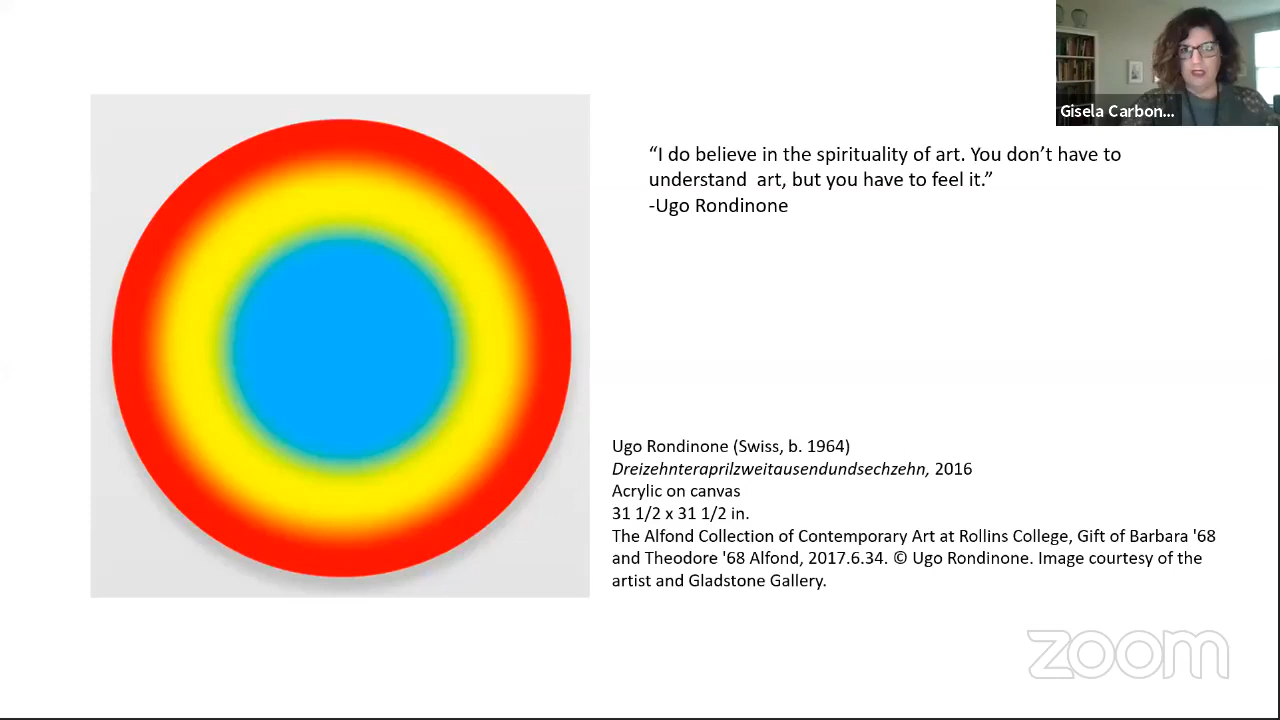 Gisela Carbon...
“I do believe in the spirituality of art. You don’t have to
understand  art, but you have to feel it.”
-Ugo Rondinone
Ugo Rondinone (Swiss, b. 1964)
Dreizehnteraprilzweitausendundsechzehn, 2016
Acrylic on canvas
31 1/2 x 31 1/2 in.
The Alfond Collection of Contemporary Art at Rollins College, Gift of Barbara '68
and Theodore '68 Alfond, 2017.6.34. © Ugo Rondinone. Image courtesy of the
artist and Gladstone Gallery.
zoom